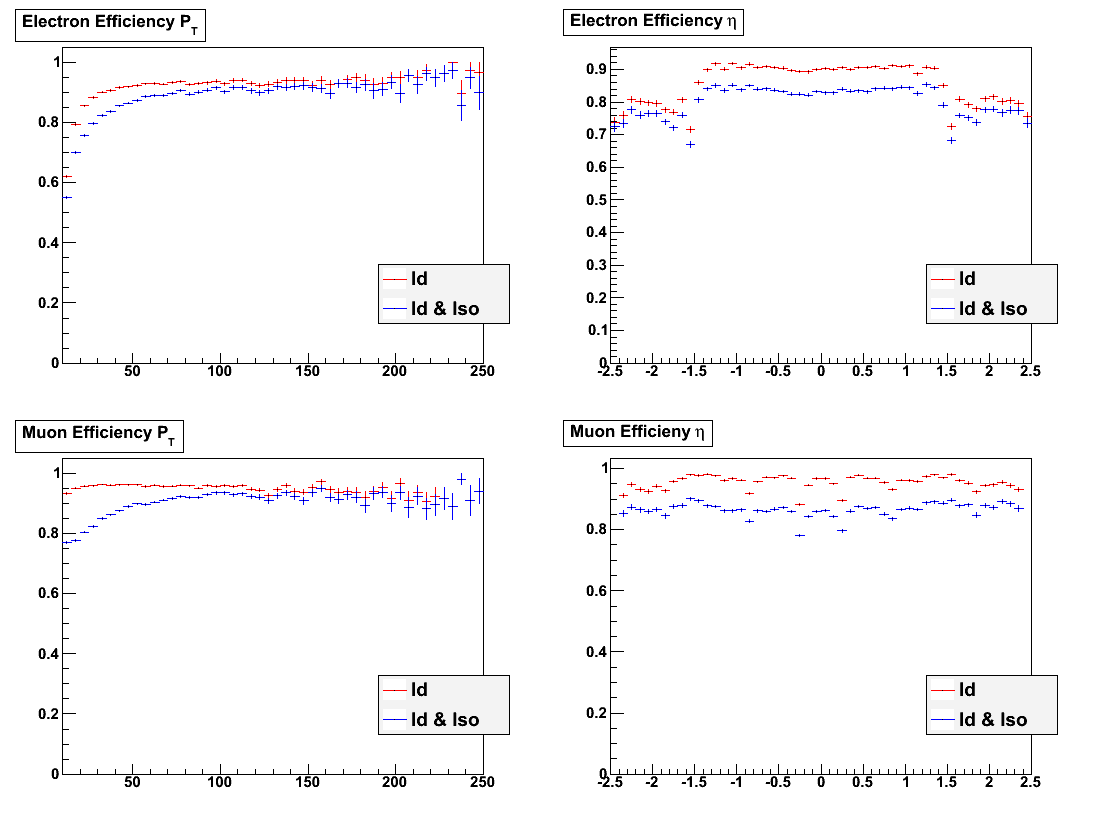 Electron Efficiency P_T
1
0.8
0.6
0.4
0.2
0
50 100 150 200 250
Id
Id & Iso
Electron Efficiency η
0.9
0.8
0.7
0.6
0.5
0.4
0.3
0.2
0.1
0
-2.5 -2 -1.5 -1 -0.5 0 0.5 1 1.5 2 2.5
Id
Id & Iso
Muon Efficiency P_T
1
0.8
0.6
0.4
0.2
0
50 100 150 200 250
Id
Id & Iso
Muon Efficieny η
1
0.8
0.6
0.4
0.2
0
-2.5 -2 -1.5 -1 -0.5 0 0.5 1 1.5 2 2.5
Id
Id & Iso